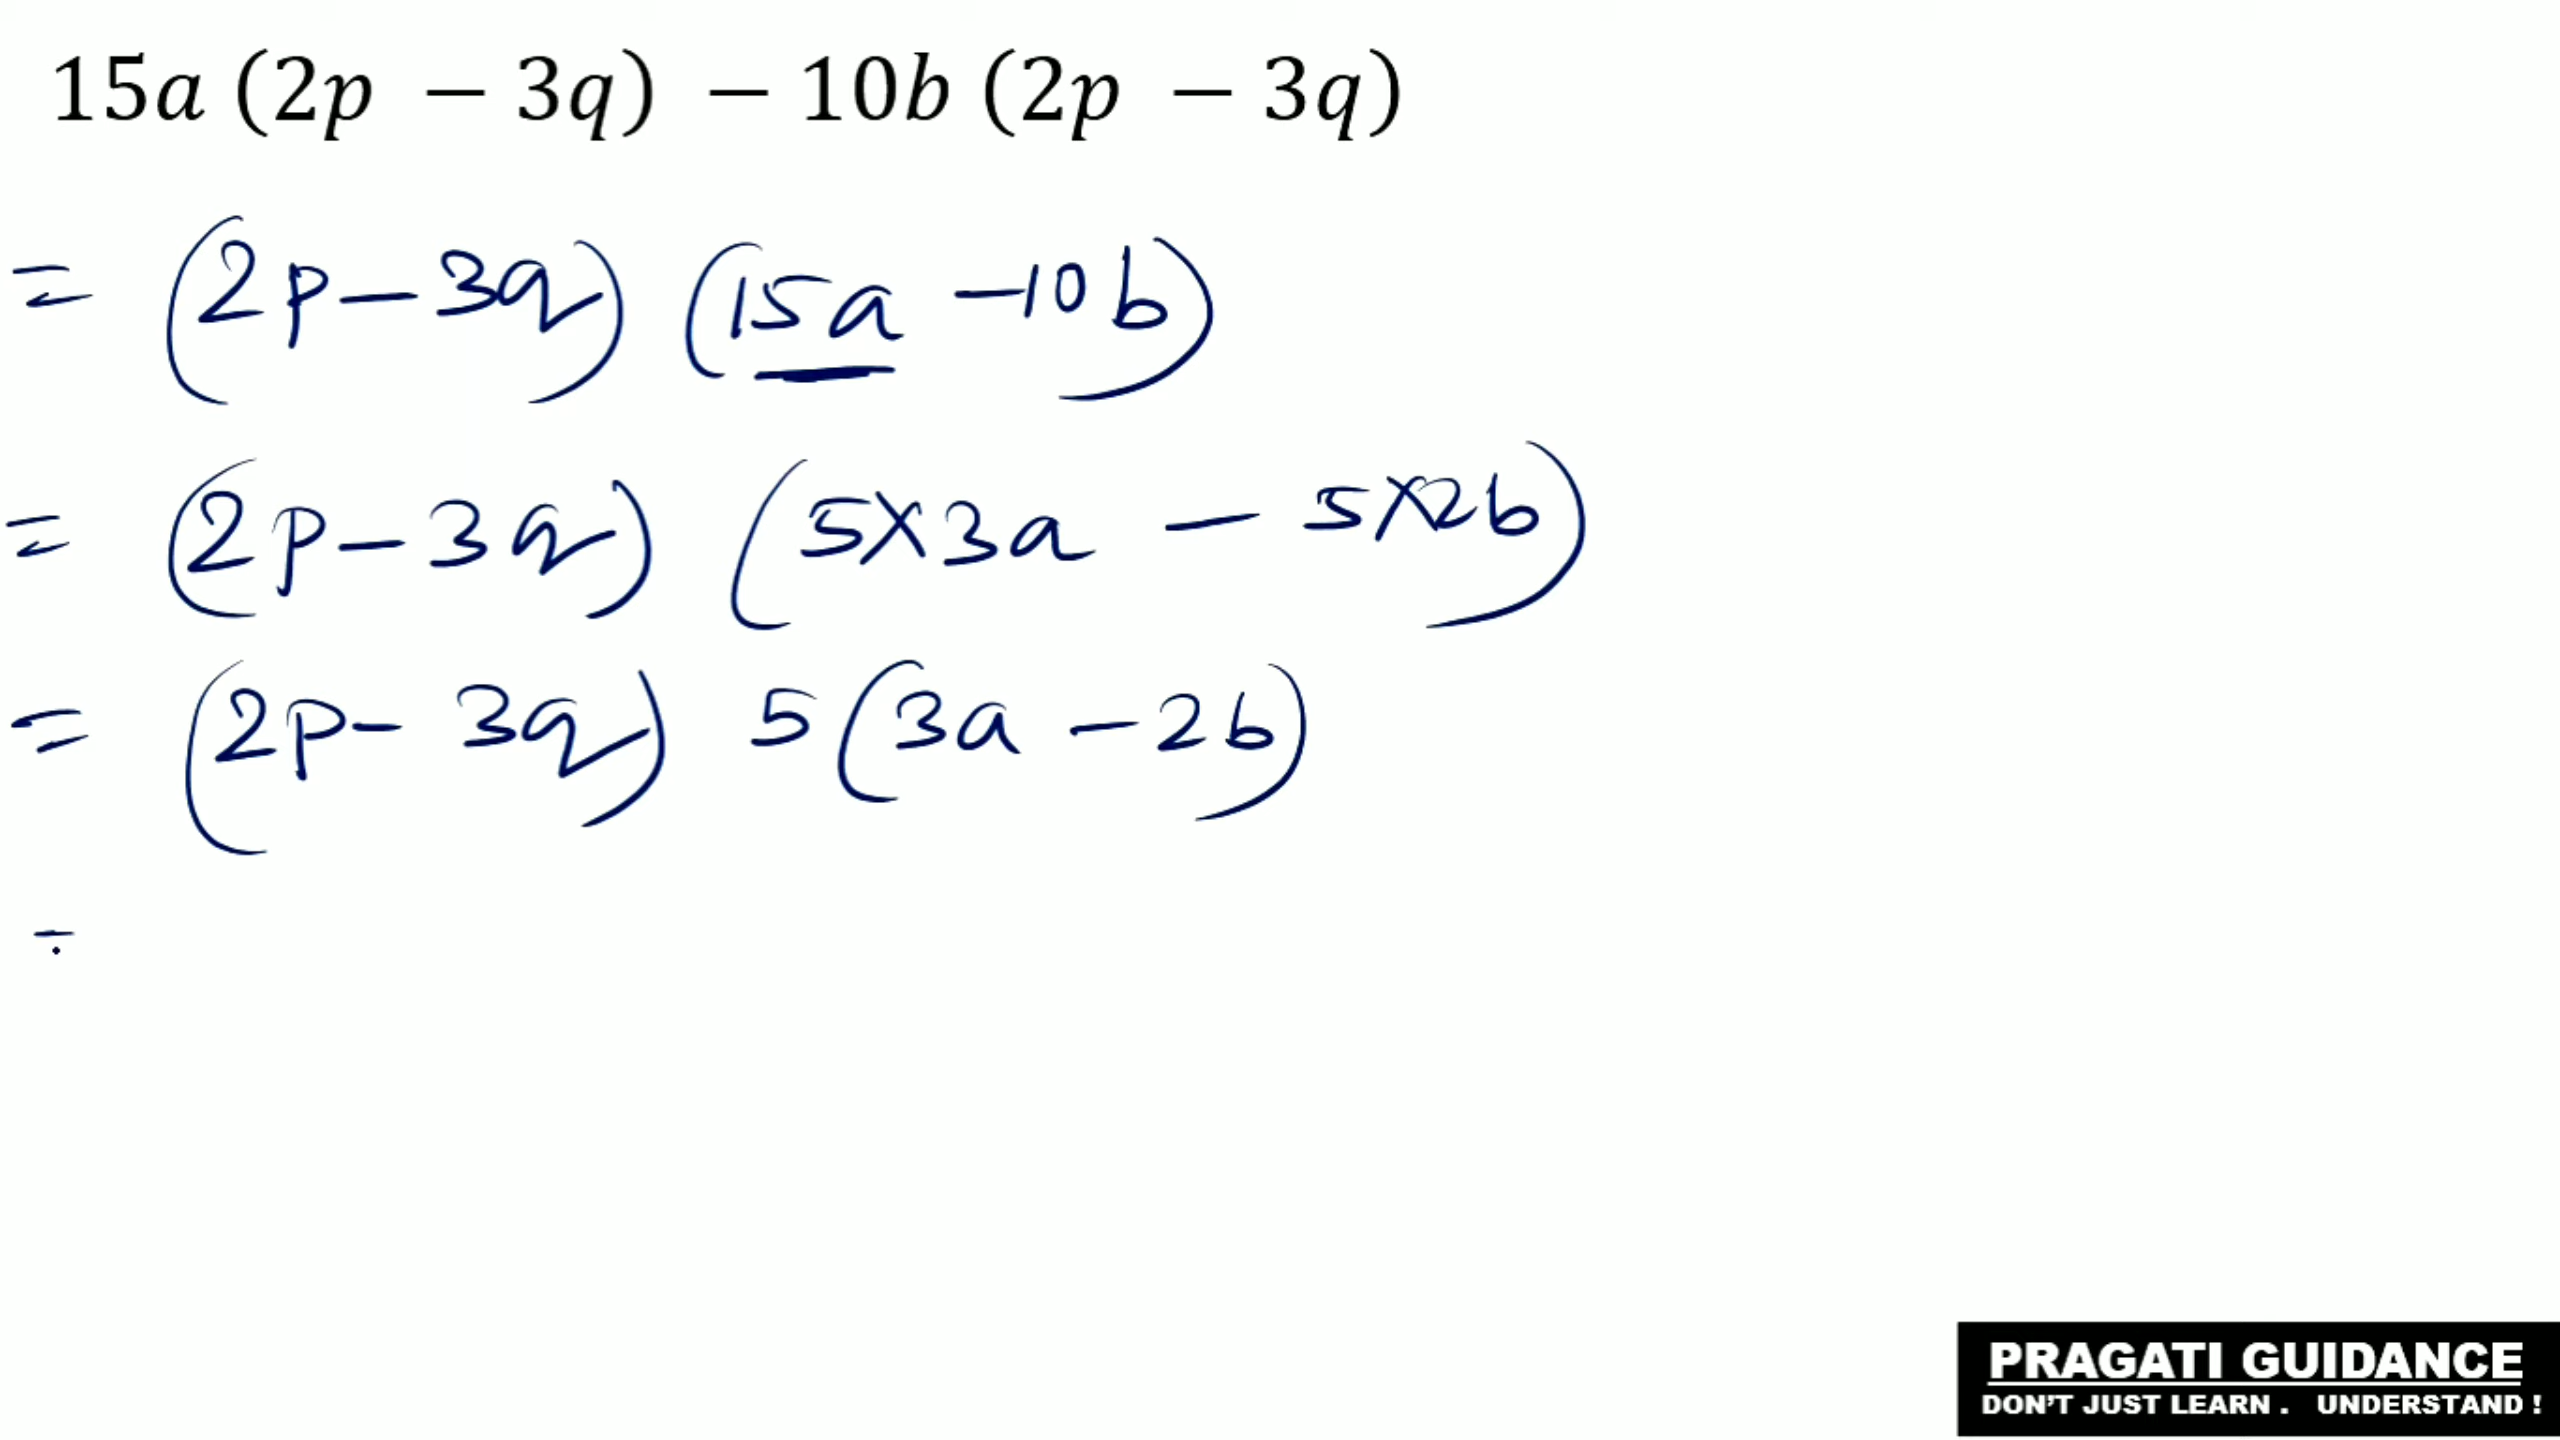 15a (2p − 3q) − 10b (2p − 3q)
= (2p − 3q) (15a − 10b)
= (2p − 3q) (5×3a − 5×2b)
= (2p − 3q) 5(3a − 2b)
PRAGATI GUIDANCE
DON'T JUST LEARN . UNDERSTAND !